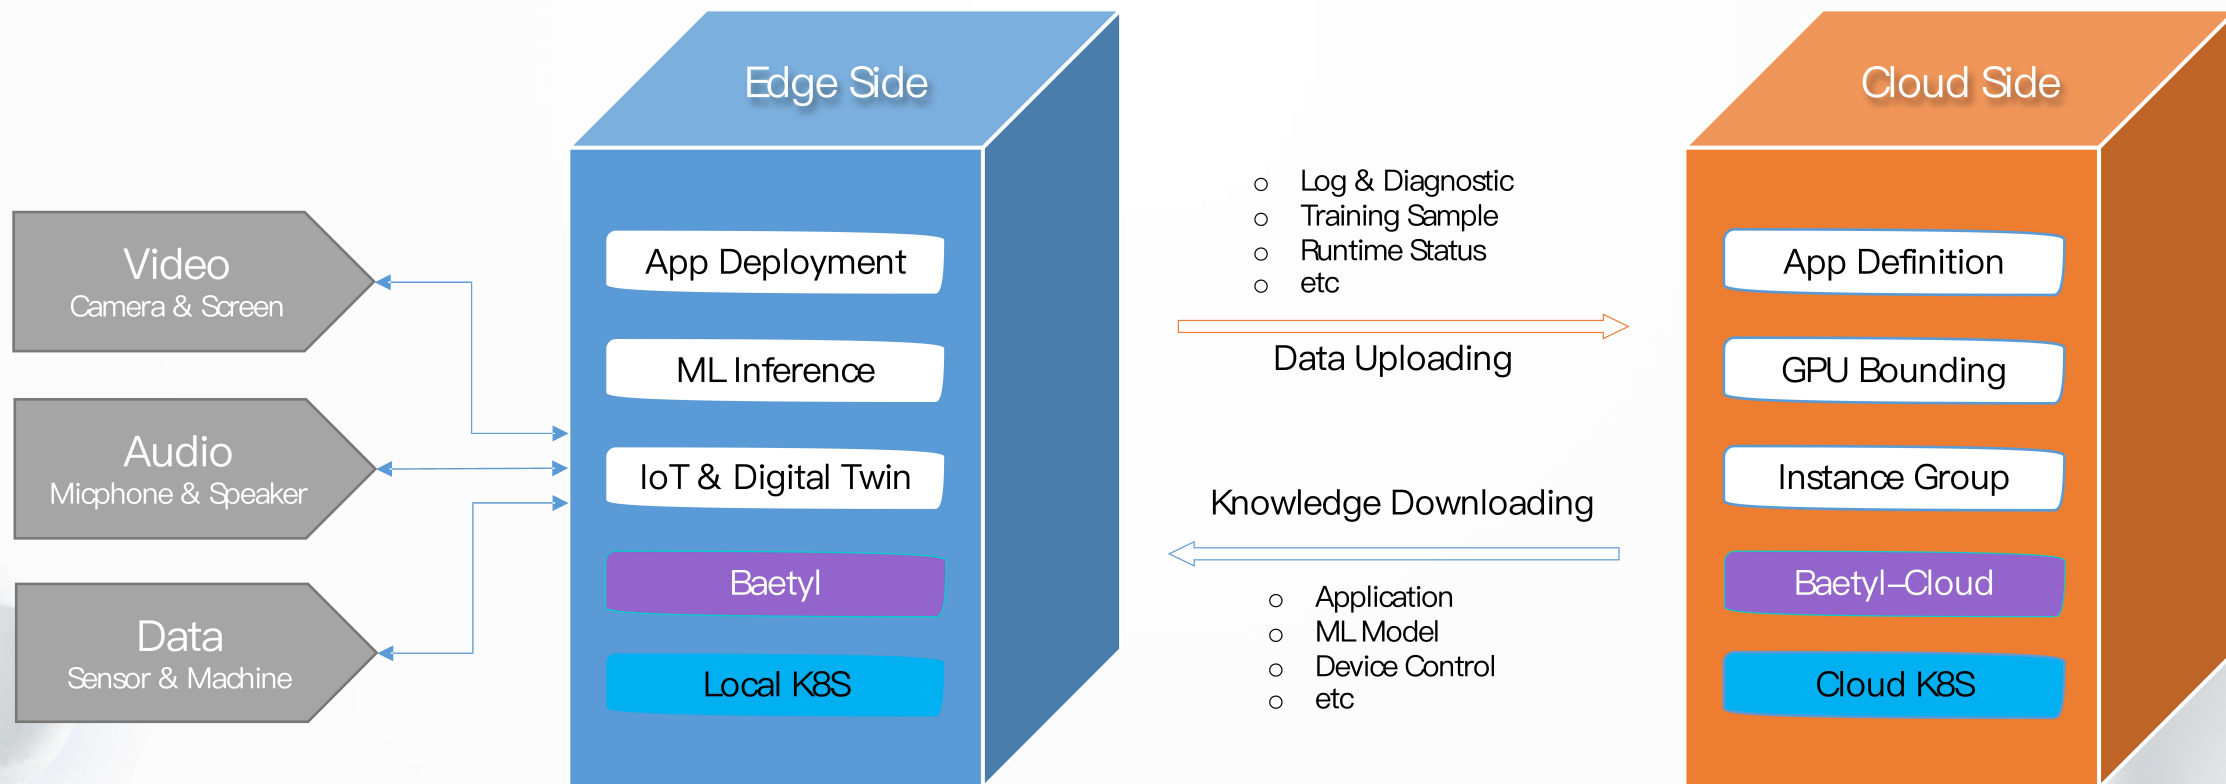 Edge Side
Cloud Side
Video
Camera & Screen
Audio
Micphone & Speaker
Data
Sensor & Machine
App Deployment
ML Inference
IoT & Digital Twin
Baetyl
Local K8S
Log & Diagnostic
Training Sample
Runtime Status
etc
Data Uploading
Knowledge Downloading
Application
ML Model
Device Control
etc
App Definition
GPU Bounding
Instance Group
Baetyl-Cloud
Cloud K8S